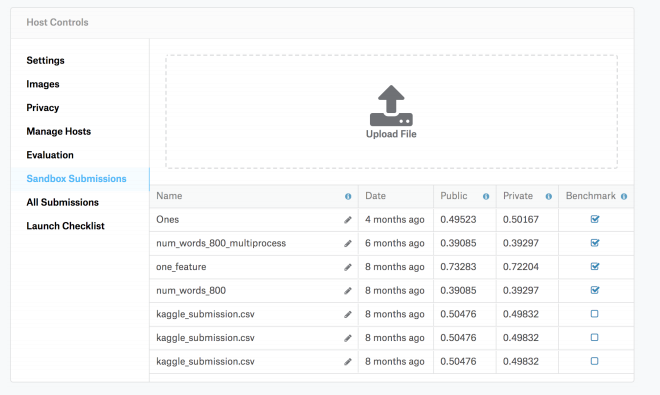 Host Controls
Settings
Images
Privacy
Manage Hosts
Evaluation
Sandbox Submissions
All Submissions
Launch Checklist
Upload File
Name Date Public Private Benchmark
Ones 4 months ago 0.49523 0.50167
num_words_800_multiprocess 6 months ago 0.39085 0.39297
one_feature 8 months ago 0.73283 0.72204
num_words_800 8 months ago 0.39085 0.39297
kaggle_submission.csv 8 months ago 0.50476 0.49832
kaggle_submission.csv 8 months ago 0.50476 0.49832
kaggle_submission.csv 8 months ago 0.50476 0.49832